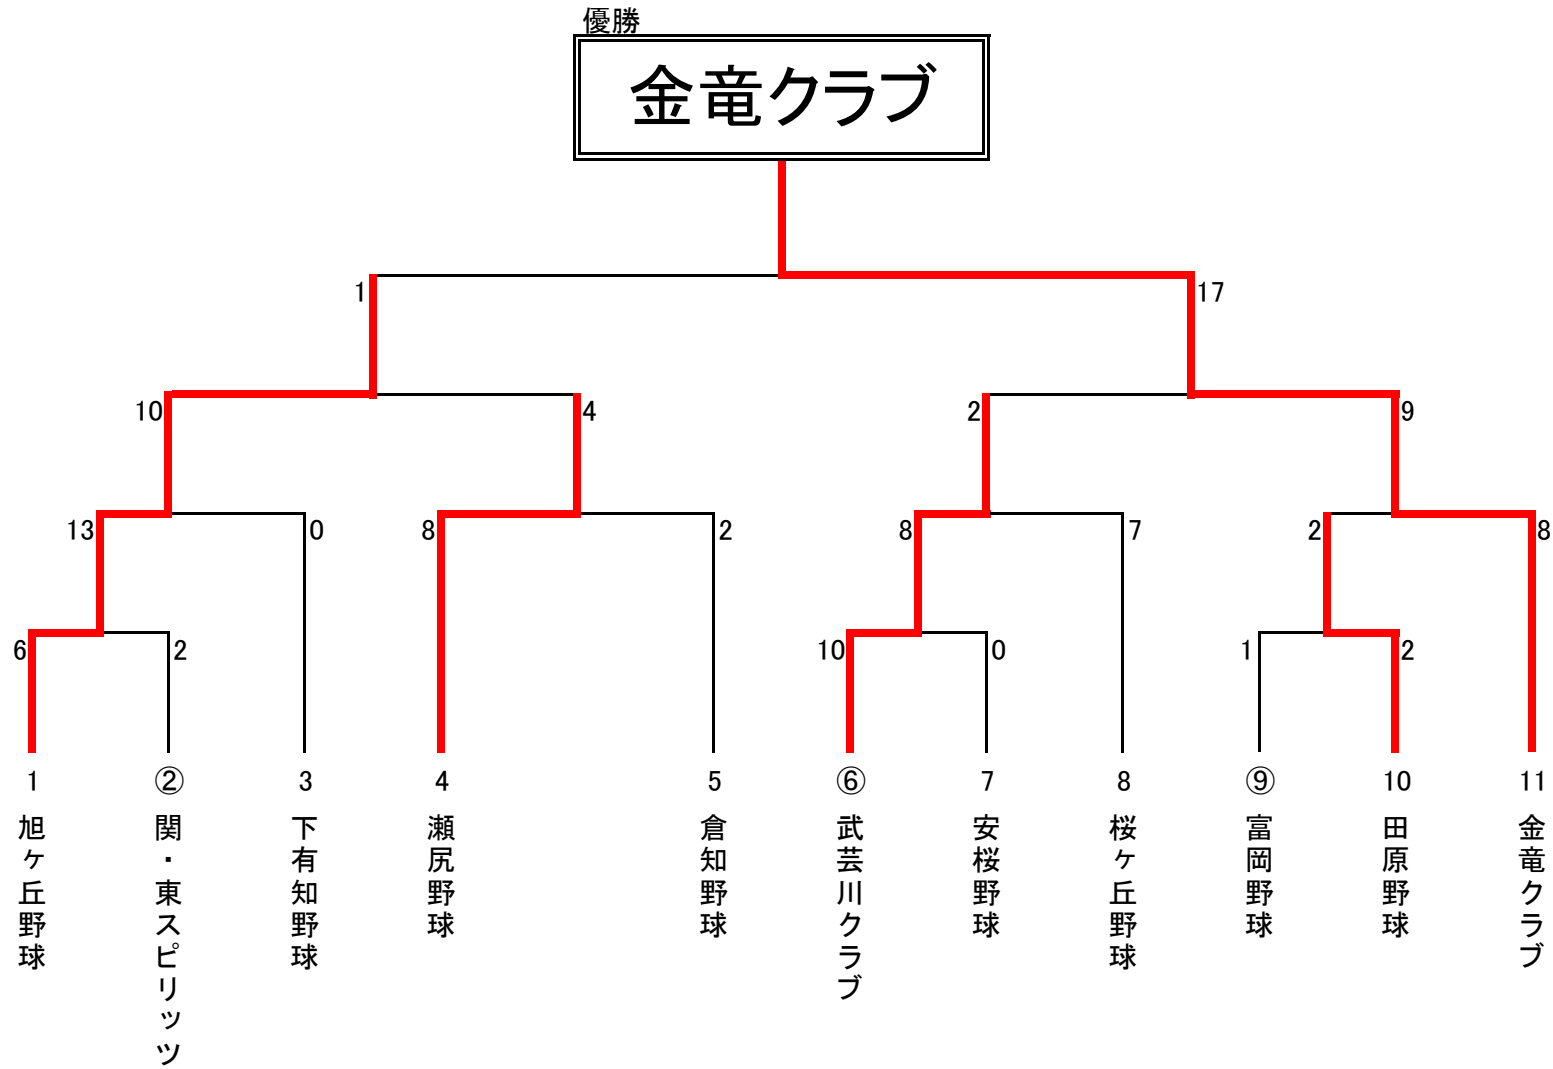 優勝
金竜クラブ
1
17
10
4
2
9
13
0
8
2
8
7
2
8
6
2
10
0
1
2
1
②
3
4
5
⑥
7
8
⑨
10
11
旭ヶ丘野球
関・東スピリッツ
下有知野球
瀬尻野球
倉知野球
武芸川クラブ
安桜野球
桜ヶ丘野球
富岡野球
田原野球
金竜クラブ